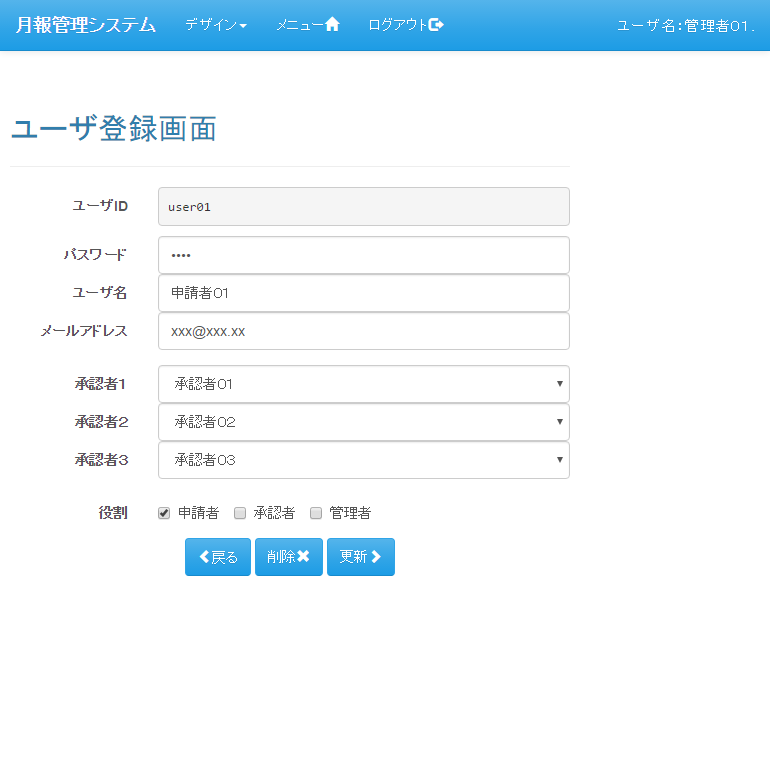 月報管理システム デザイン メニュー ログアウト ユーザ名:管理者01.
ユーザ登録画面
ユーザID user01
パスワード ••••
ユーザ名 申請者01
メールアドレス xxx@xxx.xx
承認者1 承認者01
承認者2 承認者02
承認者3 承認者03
役割 申請者 承認者 管理者
戻る 削除 更新